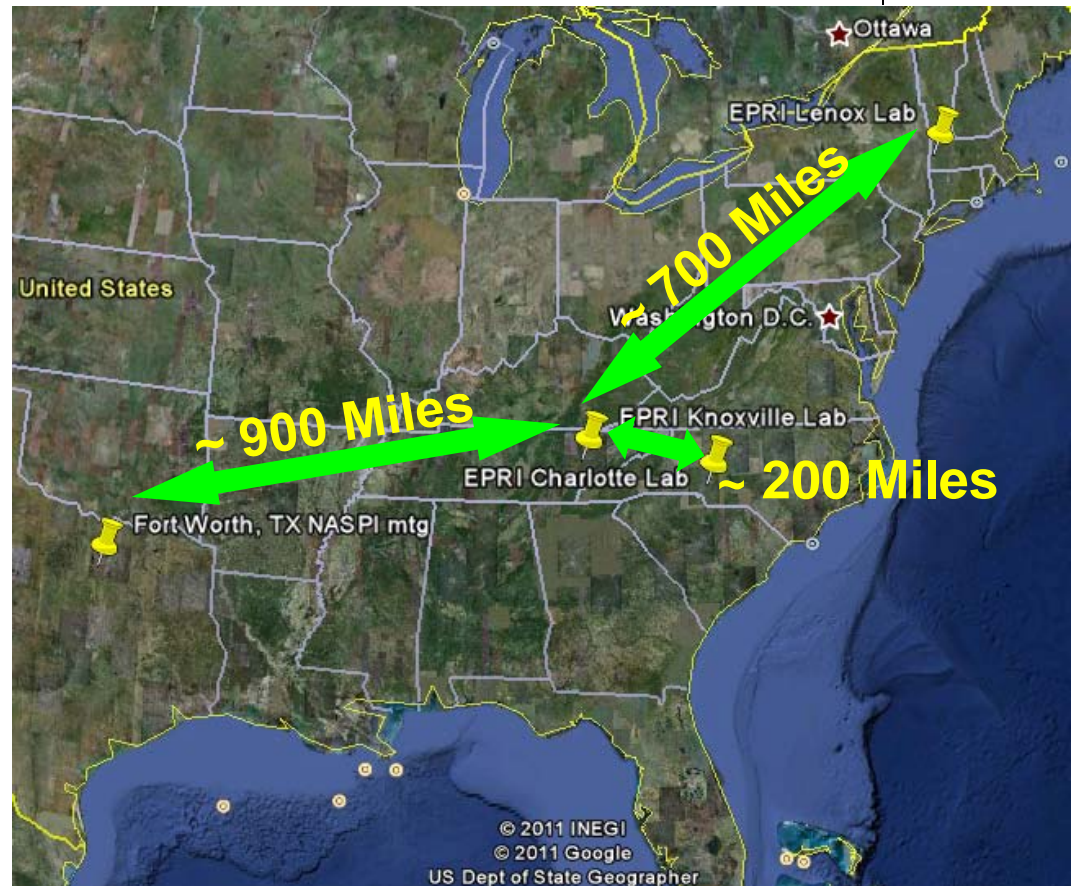 Ottawa
EPRI Lenox Lab
~ 700 Miles
United States
Washington D.C.
~ 900 Miles
EPRI Knoxville Lab
EPRI Charlotte Lab
~ 200 Miles
Fort Worth, TX NASPI mtg
© 2011 INEGI
© 2011 Google
US Dept of State Geographer